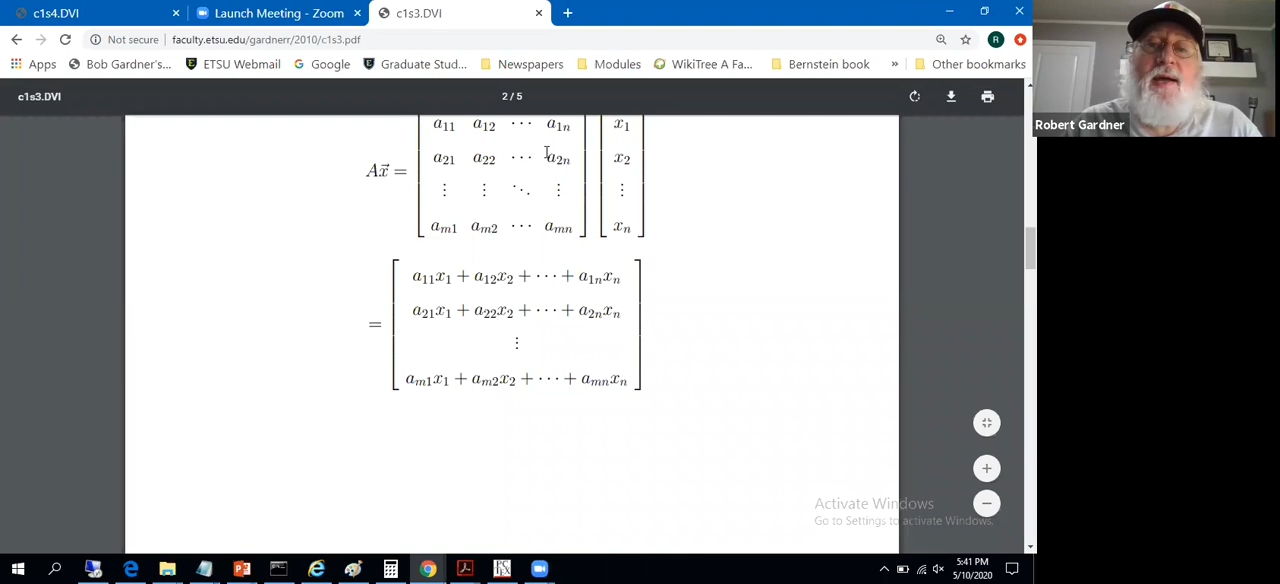 c1s4.DVI
Launch Meeting - Zoom
c1s3.DVI
Not secure | faculty.etsu.edu/gardnerr/2010/c1s3.pdf
R
Apps Bob Gardner's... ETSU Webmail Google Graduate Stud... Newspapers Modules WikiTree A Fa... Bernstein book » Other bookmarks
c1s3.DVI 2 / 5
Robert Gardner
a₁₁ a₁₂ ⋯ a₁ₙ x₁
a₂₁ a₂₂ ⋯ a₂ₙ x₂
Ax⃗ =
⋮ ⋮ ⋱ ⋮ ⋮
aₘ₁ aₘ₂ ⋯ aₘₙ xₙ
a₁₁x₁ + a₁₂x₂ + ⋯ + a₁ₙxₙ
a₂₁x₁ + a₂₂x₂ + ⋯ + a₂ₙxₙ
=
⋮
aₘ₁x₁ + aₘ₂x₂ + ⋯ + aₘₙxₙ
Activate Windows
Go to Settings to activate Windows.
5:41 PM
5/10/2020